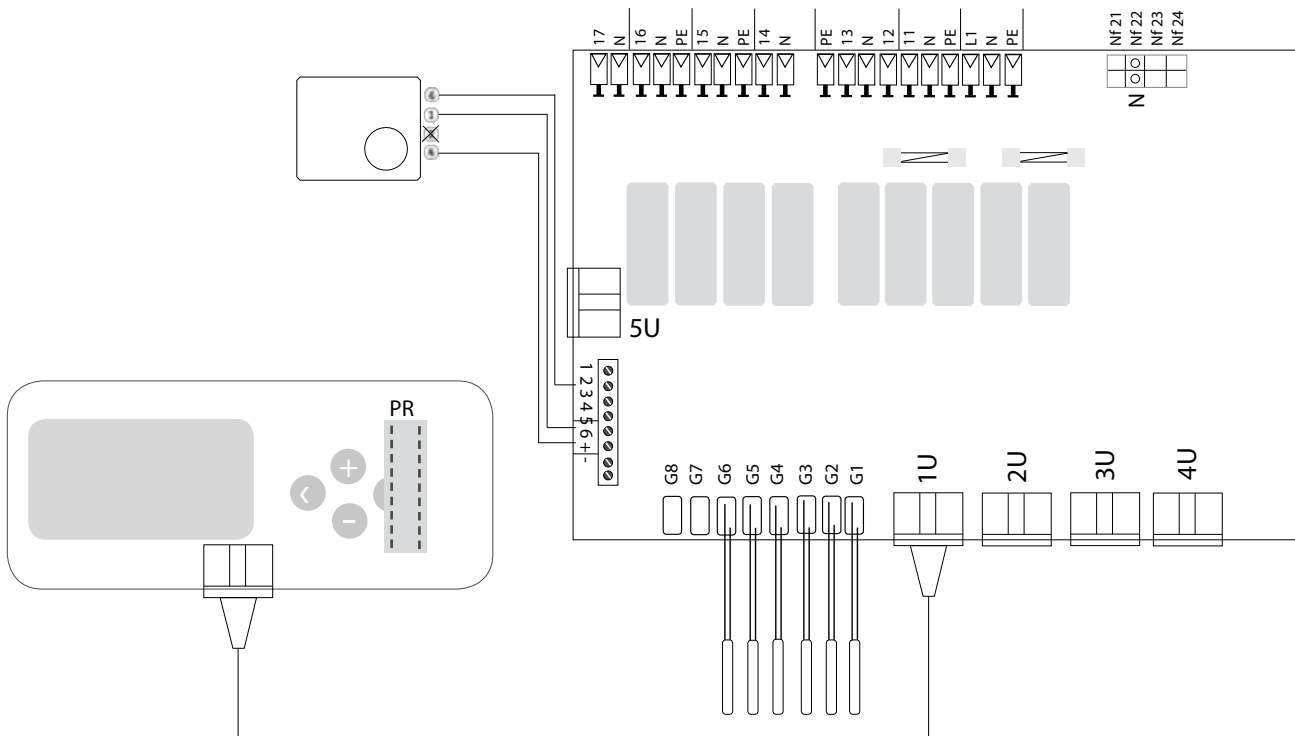 17 N 16 N PE 15 N PE 14 N PE 13 N 12 11 N PE L1 N PE
Nf 21
Nf 22
Nf 23
Nf 24
N
5U
1 2 3 4 5 6 + -
PR
+
-
G8 G7 G6 G5 G4 G3 G2 G1
1U 2U 3U 4U